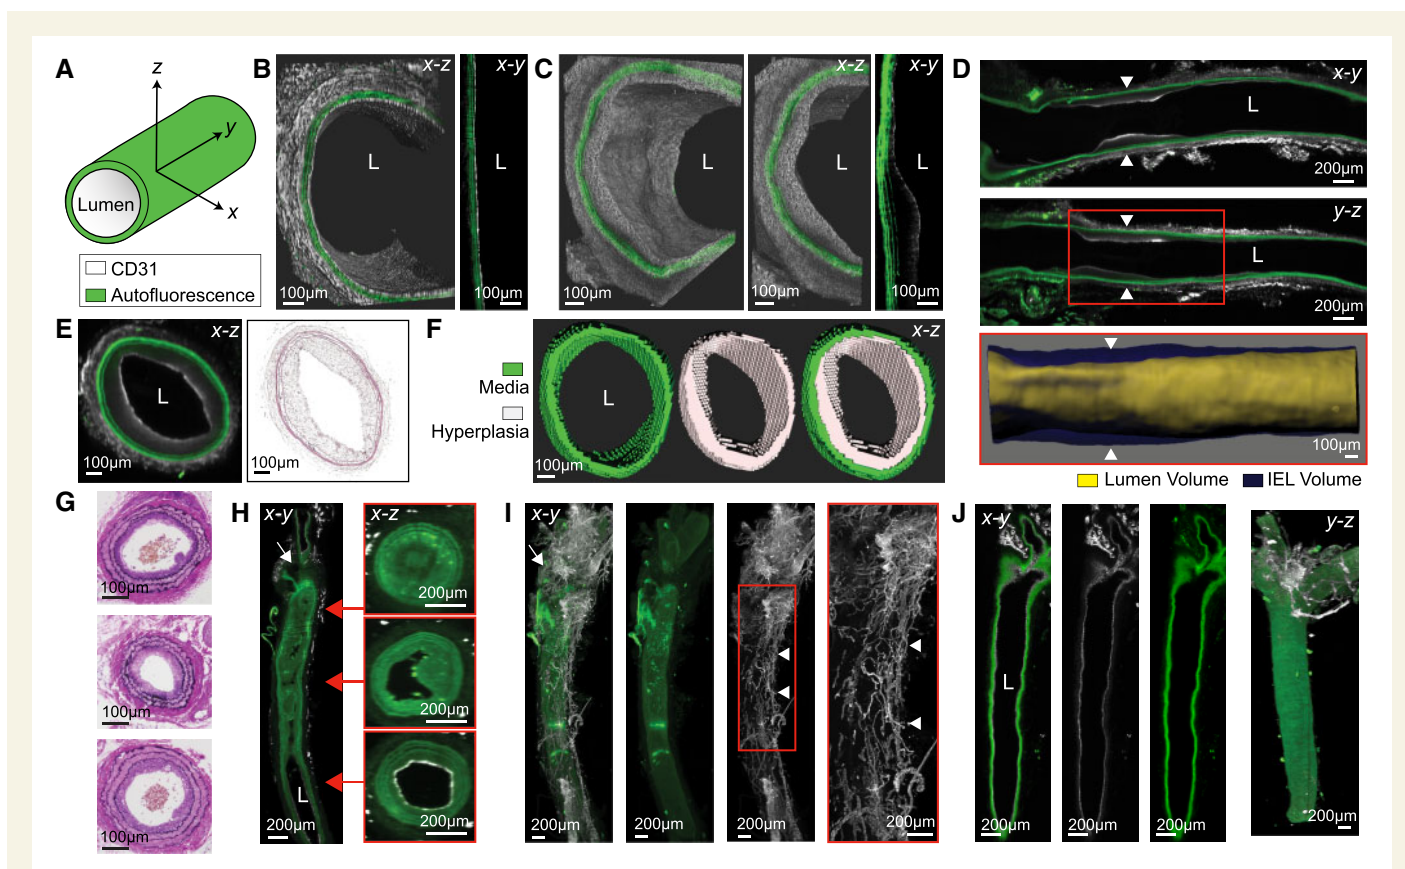 A
z
y
x
Lumen
CD31
Autofluorescence
B
x-z
L
100µm
x-y
L
100µm
C
L
100µm
x-z
L
100µm
x-y
L
100µm
D
x-y
L
200µm
y-z
L
200µm
100µm
Lumen Volume
IEL Volume
E
x-z
L
100µm
100µm
F
Media
Hyperplasia
x-z
L
100µm
G
100µm
100µm
100µm
H
x-y
L
200µm
x-z
200µm
200µm
200µm
I
x-y
200µm
200µm
200µm
200µm
J
x-y
L
200µm
200µm
200µm
y-z
200µm